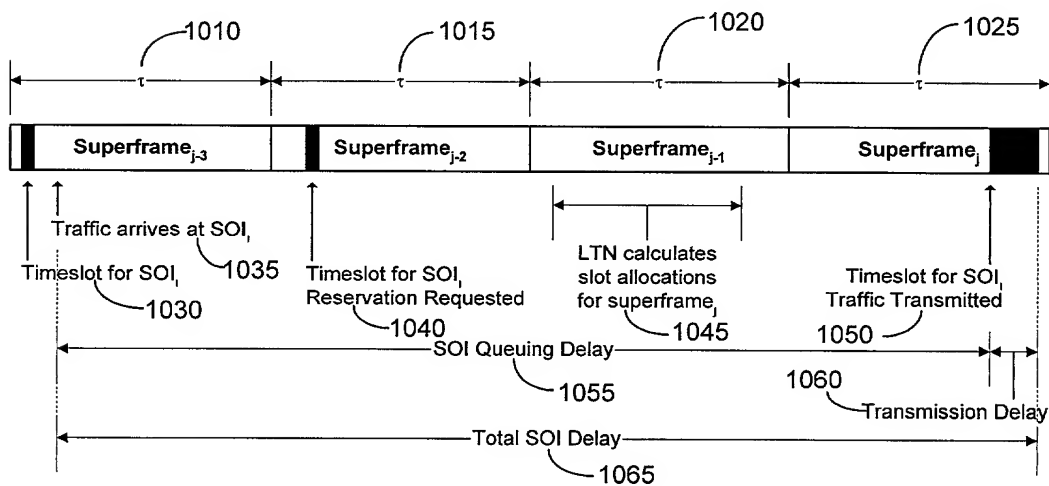 1010 1015 1020 1025
τ τ τ τ
Superframe_{j-3} Superframe_{j-2} Superframe_{j-1} Superframe_j
Traffic arrives at SOI_i
1035
Timeslot for SOI_i
1030
Timeslot for SOI_i
Reservation Requested
1040
LTN calculates
slot allocations
for superframe_j
1045
Timeslot for SOI_i
Traffic Transmitted
1050
SOI Queuing Delay
1055
1060
Transmission Delay
Total SOI Delay
1065